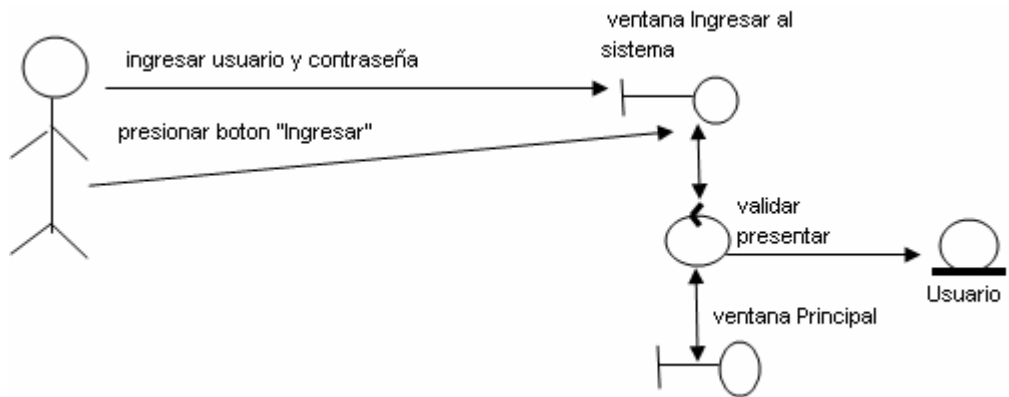 ventana Ingresar al
sistema
ingresar usuario y contraseña
presionar boton "Ingresar"
validar
presentar
Usuario
ventana Principal